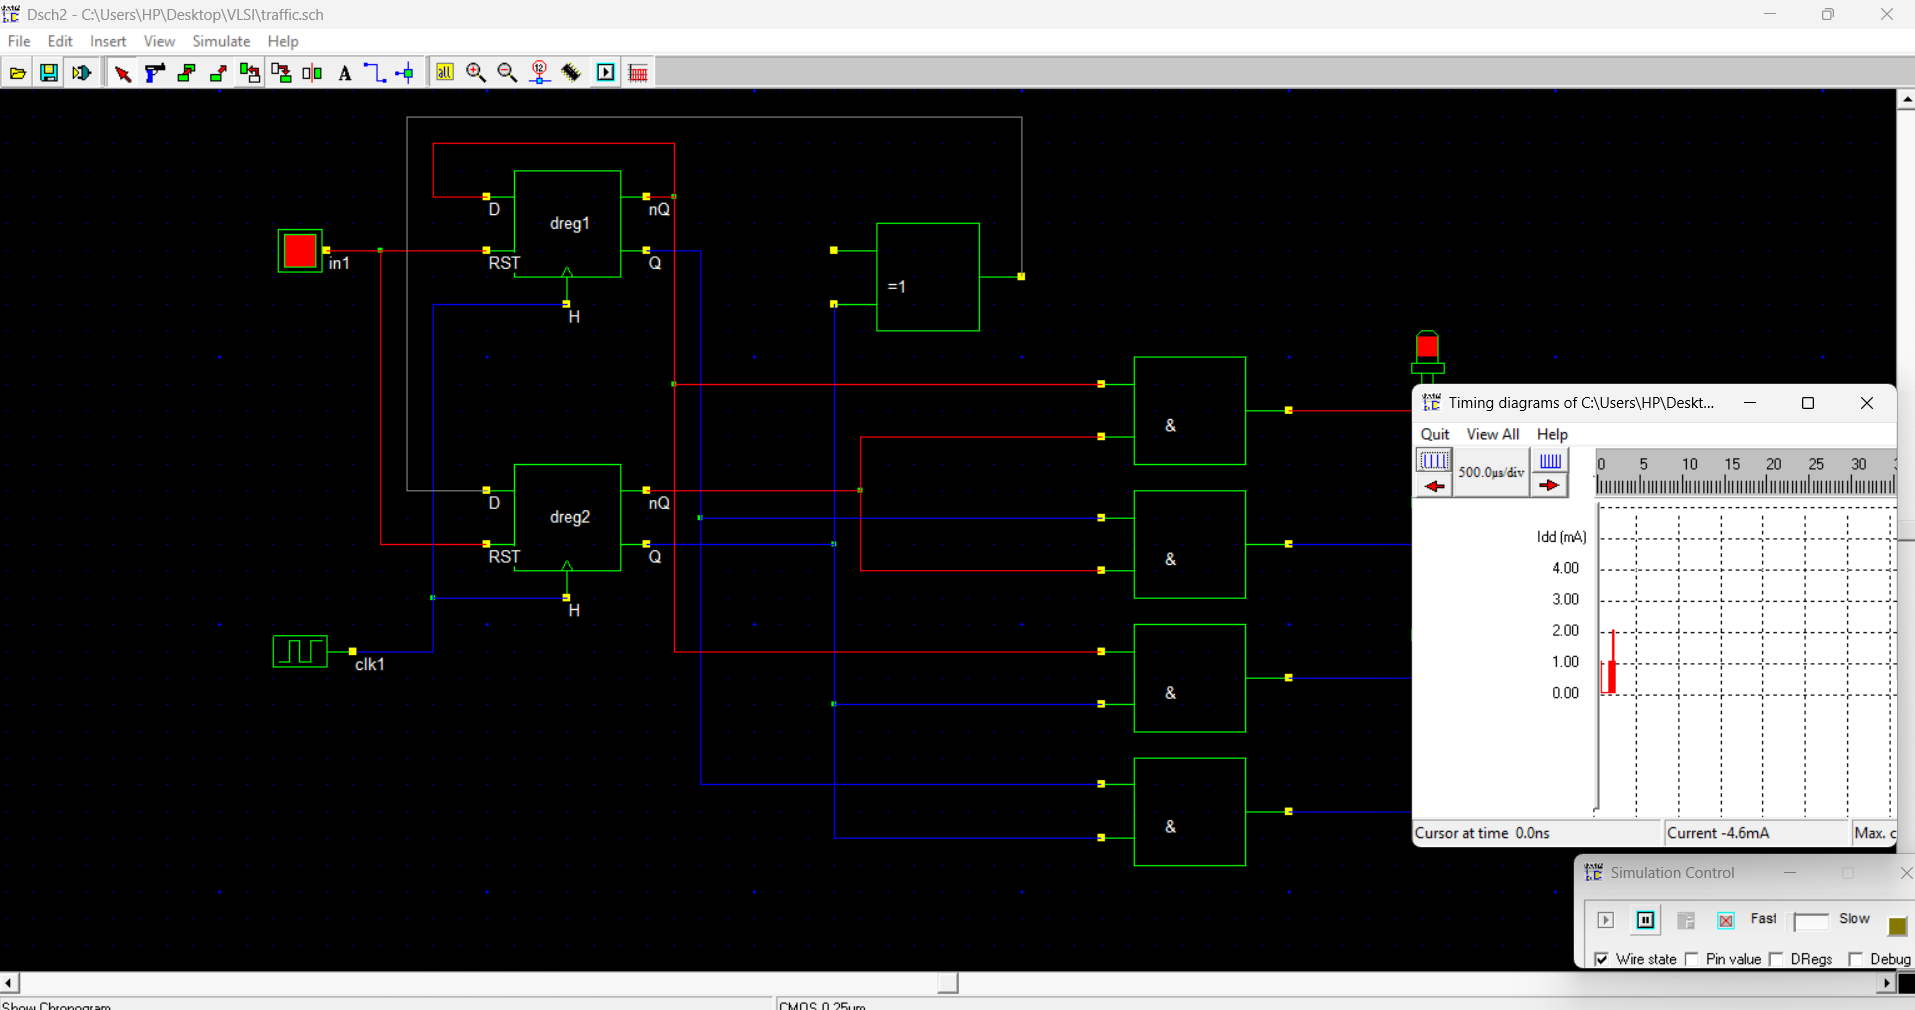 Dsch2 - C:\Users\HP\Desktop\VLSI\traffic.sch
File Edit Insert View Simulate Help
D
nQ
dreg1
in1
RST
Q
H
=1
&
D
nQ
dreg2
RST
Q
H
clk1
&
&
&
Timing diagrams of C:\Users\HP\Deskt...
Quit View All Help
500.0µs/div
0 5 10 15 20 25 30
Idd (mA)
4.00
3.00
2.00
1.00
0.00
Cursor at time 0.0ns
Current -4.6mA
Max. c
Simulation Control
Fast Slow
Wire state Pin value DRegs Debug
Show Chronogram
CMOS 0.25µm